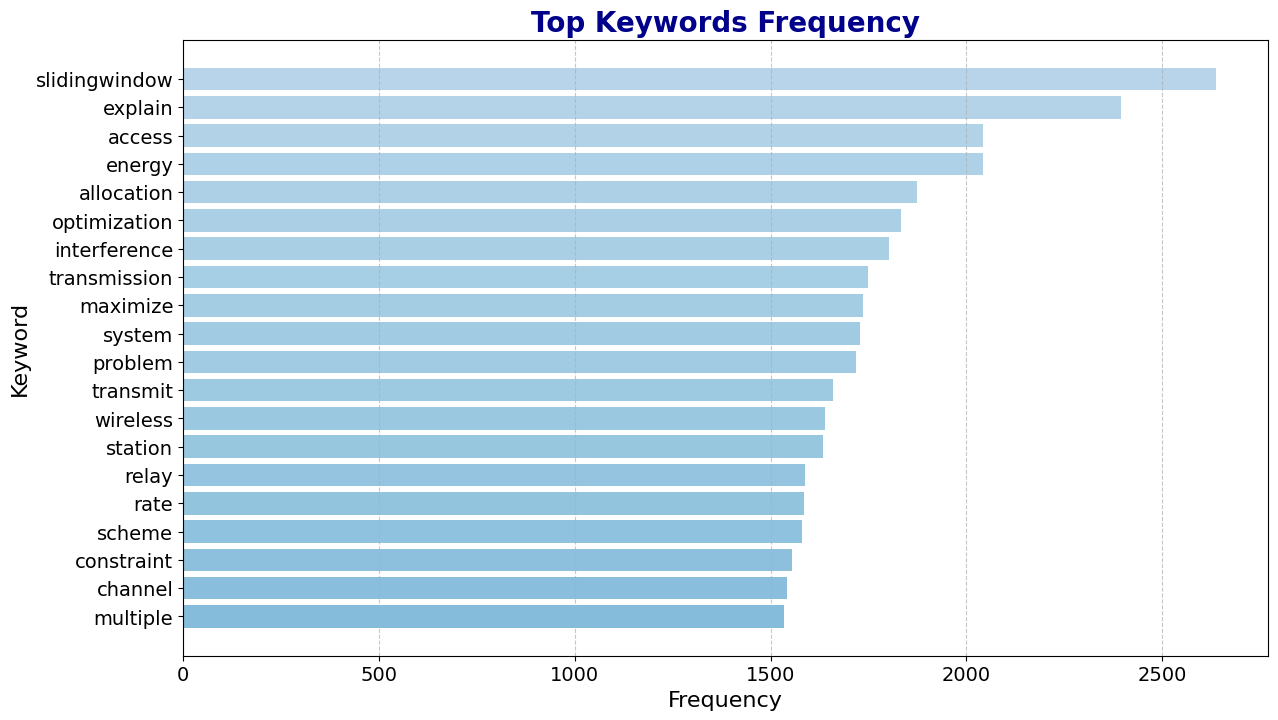 Top Keywords Frequency
slidingwindow
explain
access
energy
allocation
optimization
interference
transmission
maximize
system
problem
transmit
wireless
station
relay
rate
scheme
constraint
channel
multiple
Keyword
0 500 1000 1500 2000 2500
Frequency